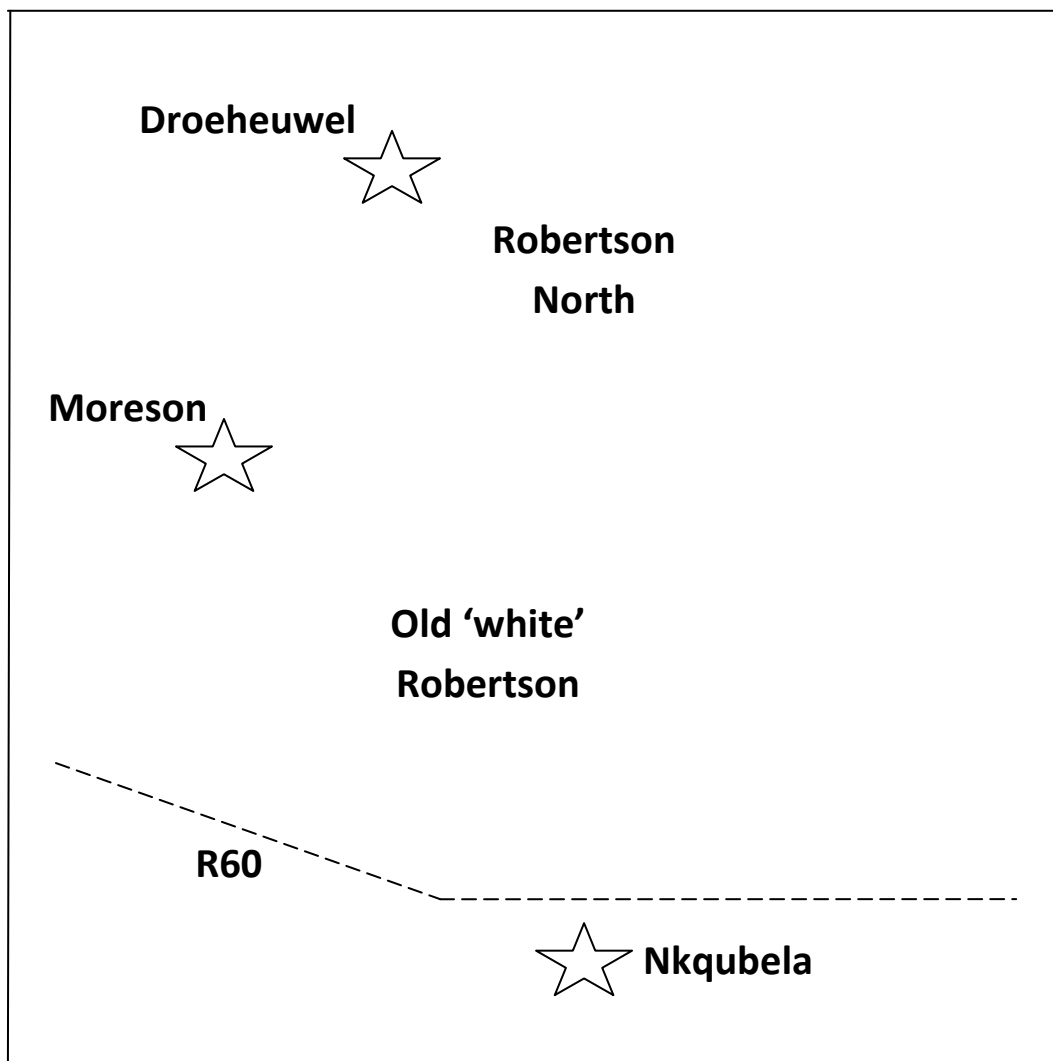 Droeheuwel
Robertson
North
Moreson
Old ‘white’
Robertson
R60
Nkqubela